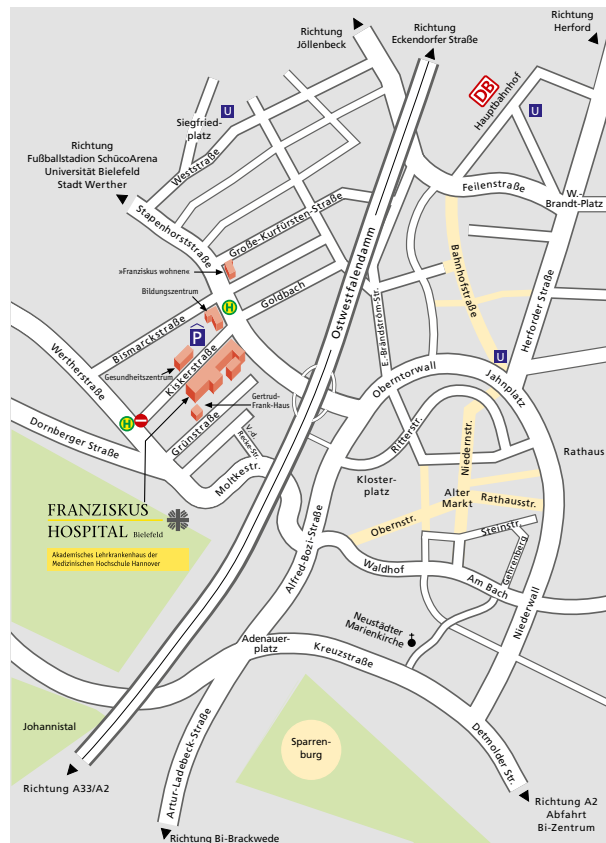 Richtung
Jöllenbeck
Richtung
Eckendorfer Straße
Richtung
Herford
DB
Hauptbahnhof
U
U
Siegfried-
platz
Weststraße
Richtung
Fußballstadion SchücoArena
Universität Bielefeld
Stadt Werther
Stapenhorststraße
Feilenstraße
W.-
Brandt-Platz
Große-Kurfürsten-Straße
»Franziskus wohnen«
Bildungszentrum
Goldbach
H
Ostwestfalendamm
Bahnhofstraße
Herforder Straße
E.-Brandström-Str.
Bismarckstraße
P
Wertherstraße
Kiskerstraße
Gesundheitszentrum
U
Jahnplatz
Oberntorwall
Gertrud-
Frank-Haus
H
Dornberger Straße
Grünstraße
V.-d.
Recke-Str.
Moltkestr.
Ritterstr.
Niedernstr.
Rathaus
Kloster-
platz
Alter
Markt
Rathausstr.
Obernstr.
Steinstr.
Gehrenberg
FRANZISKUS
HOSPITAL Bielefeld
Akademisches Lehrkrankenhaus der
Medizinischen Hochschule Hannover
Alfred-Bozi-Straße
Waldhof
Am Bach
Niederwall
Neustädter
Marienkirche
Adenauer-
platz
Kreuzstraße
Johannistal
Sparren-
burg
Detmolder Str.
Artur-Ladebeck-Straße
Richtung A33/A2
Richtung A2
Abfahrt
Bi-Zentrum
Richtung Bi-Brackwede